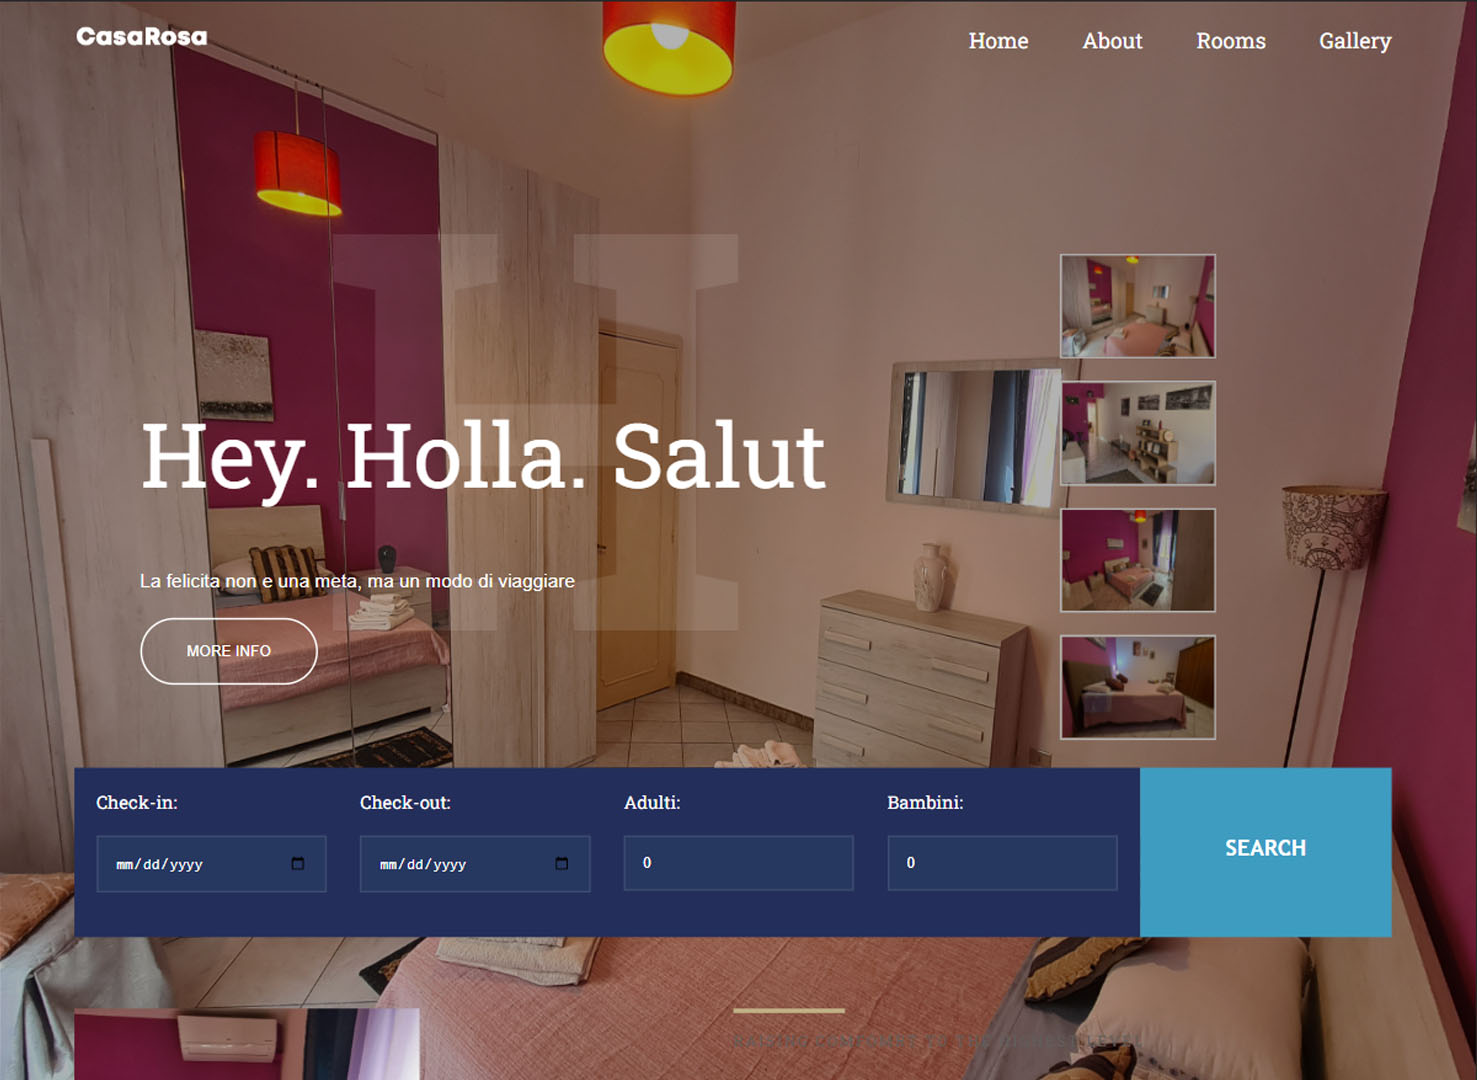 CasaRosa
Home About Rooms Gallery
H
Hey. Holla. Salut
La felicita non e una meta, ma un modo di viaggiare
MORE INFO
Check-in: Check-out: Adulti: Bambini:
mm/dd/yyyy mm/dd/yyyy 0 0
SEARCH